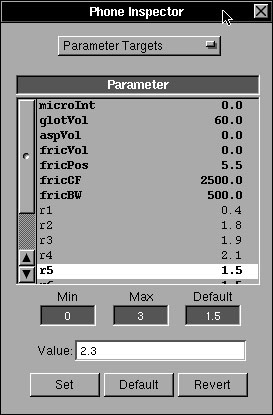 Phone Inspector
Parameter Targets
Parameter
microInt 0.0
glotVol 60.0
aspVol 0.0
fricVol 0.0
fricPos 5.5
fricCF 2500.0
fricBW 500.0
r1 0.4
r2 1.8
r3 1.9
r4 2.1
r5 1.5
Min Max Default
0 3 1.5
Value: 2.3
Set Default Revert